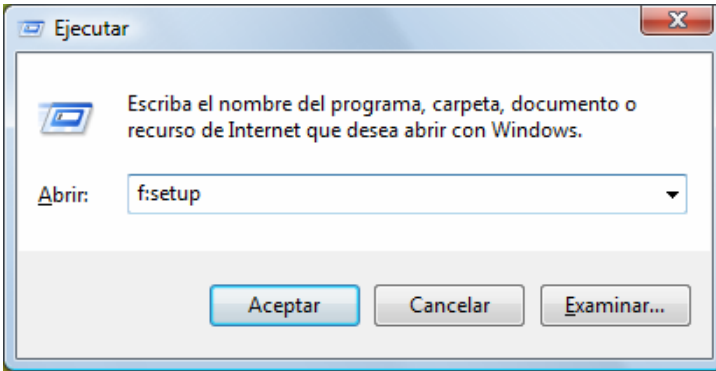 Ejecutar
Escriba el nombre del programa, carpeta, documento o
recurso de Internet que desea abrir con Windows.
Abrir: f:setup
Aceptar Cancelar Examinar...